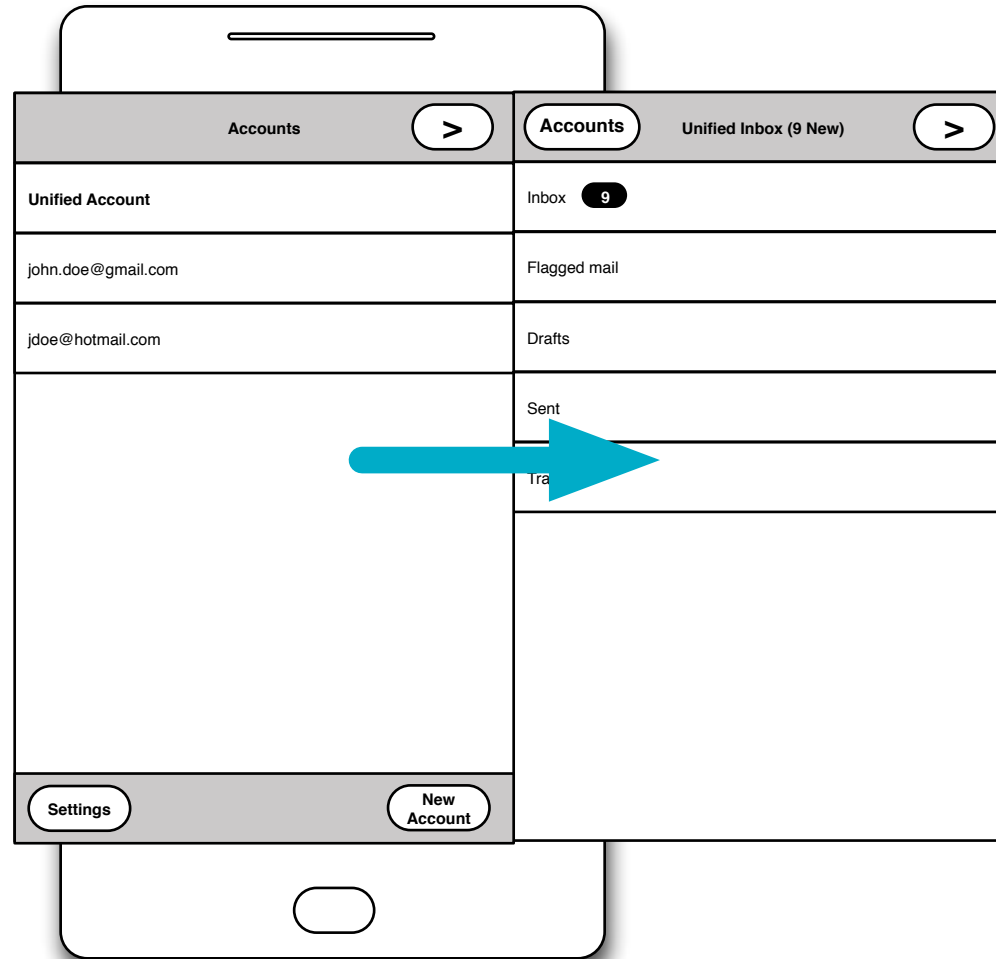 Accounts
>
Unified Account
john.doe@gmail.com
jdoe@hotmail.com
Settings
New
Account
Accounts
Unified Inbox (9 New)
>
Inbox 9
Flagged mail
Drafts
Sent